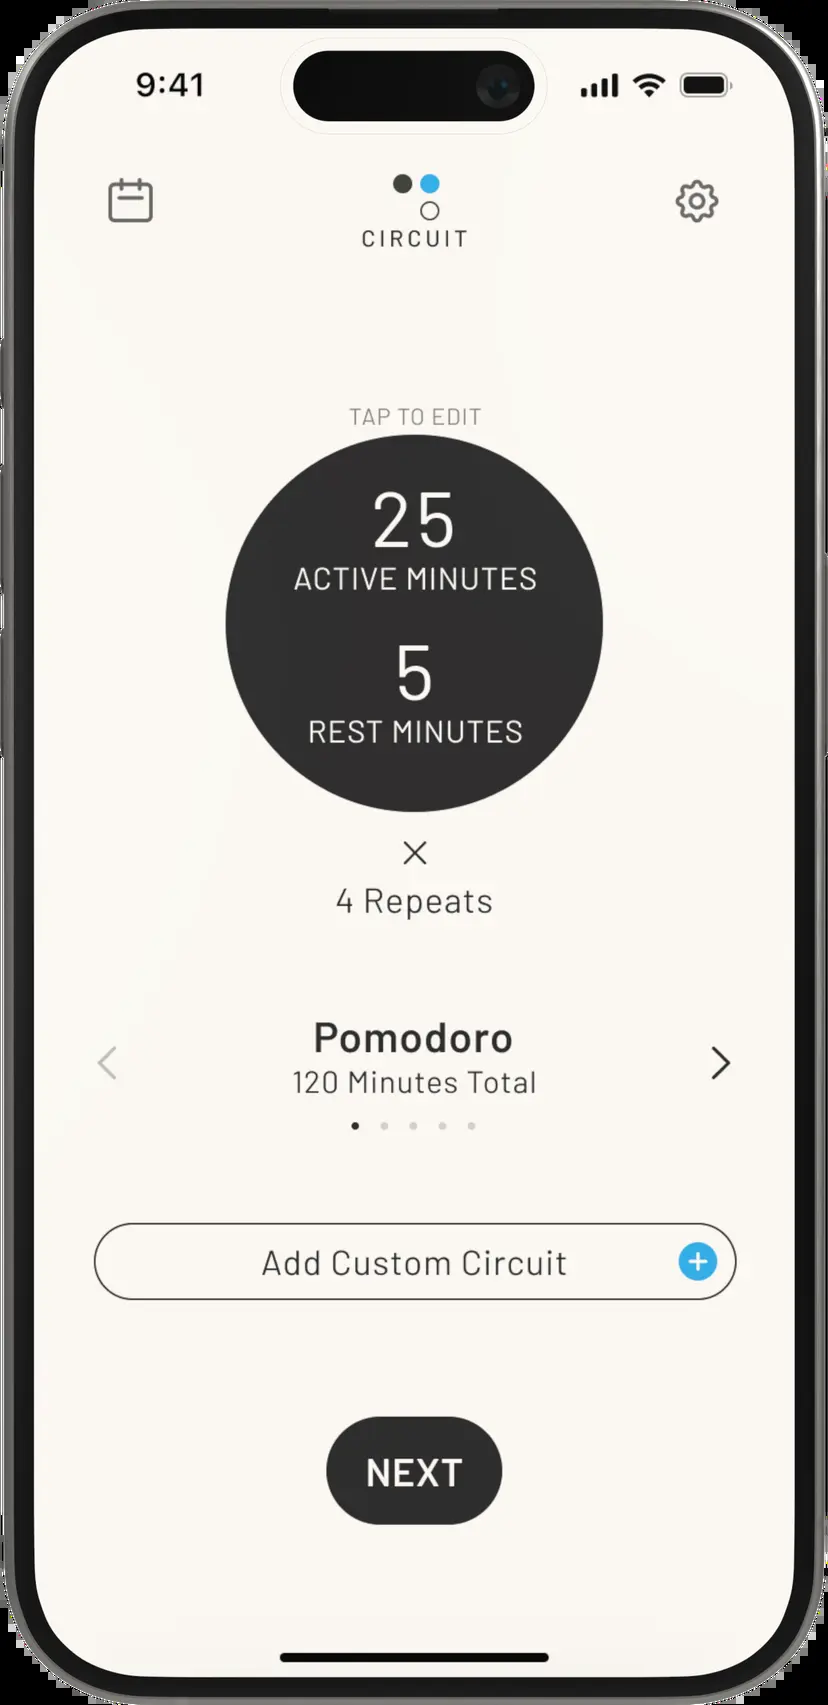 9:41
CIRCUIT
TAP TO EDIT
25
ACTIVE MINUTES
5
REST MINUTES
×
4 Repeats
Pomodoro
120 Minutes Total
Add Custom Circuit
NEXT